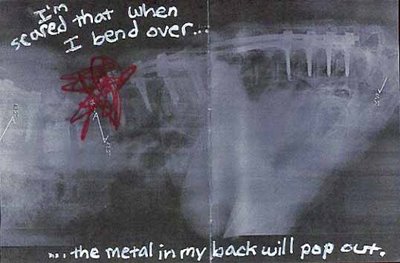 I'm
scared that when
I bend over...
A
... the metal in my back will pop out.